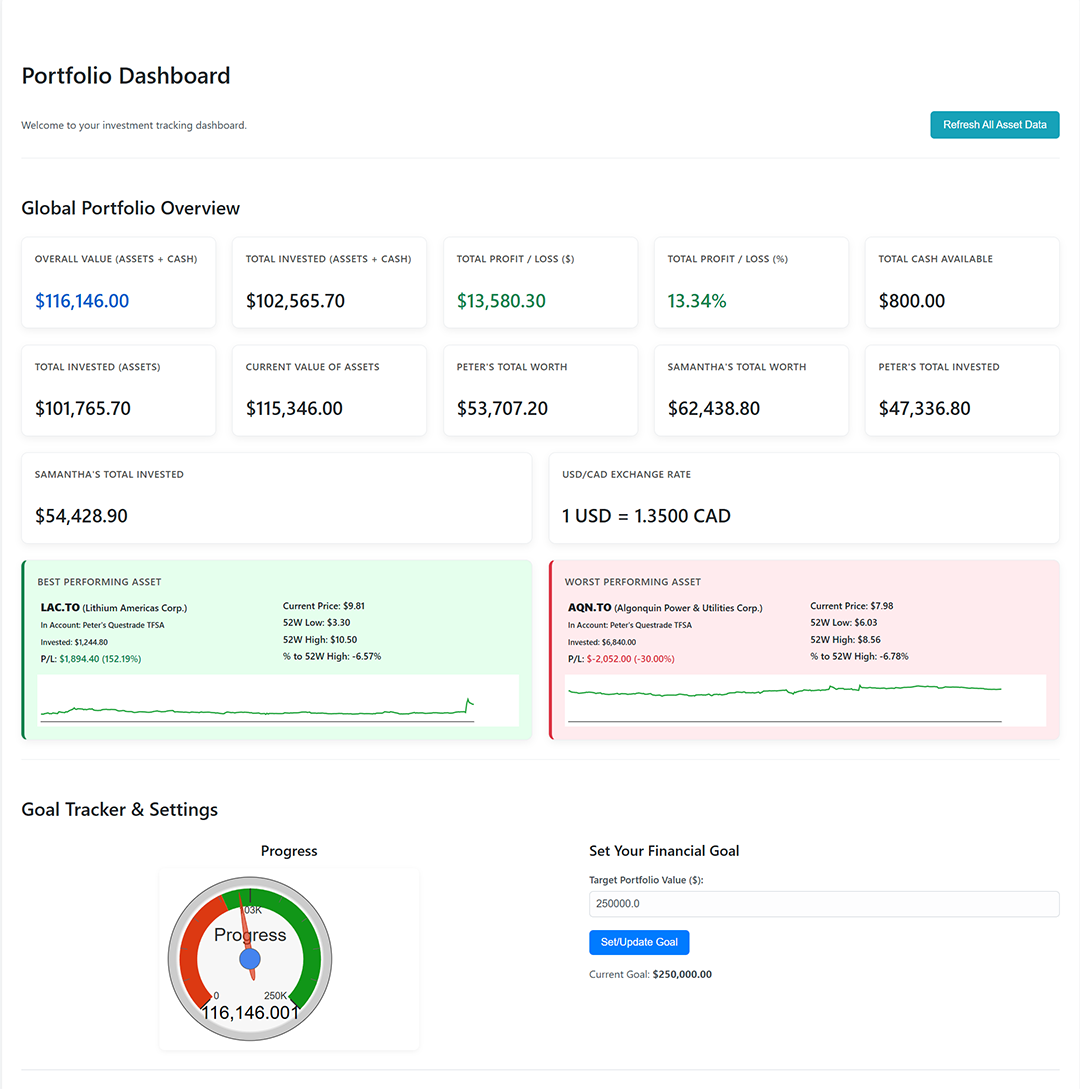 Portfolio Dashboard
Welcome to your investment tracking dashboard.
Refresh All Asset Data
Global Portfolio Overview
OVERALL VALUE (ASSETS + CASH)
$116,146.00
TOTAL INVESTED (ASSETS + CASH)
$102,565.70
TOTAL PROFIT / LOSS ($)
$13,580.30
TOTAL PROFIT / LOSS (%)
13.34%
TOTAL CASH AVAILABLE
$800.00
TOTAL INVESTED (ASSETS)
$101,765.70
CURRENT VALUE OF ASSETS
$115,346.00
PETER'S TOTAL WORTH
$53,707.20
SAMANTHA'S TOTAL WORTH
$62,438.80
PETER'S TOTAL INVESTED
$47,336.80
SAMANTHA'S TOTAL INVESTED
$54,428.90
USD/CAD EXCHANGE RATE
1 USD = 1.3500 CAD
BEST PERFORMING ASSET
LAC.TO (Lithium Americas Corp.)
In Account: Peter's Questrade TFSA
Invested: $1,244.80
P/L: $1,894.40 (152.19%)
Current Price: $9.81
52W Low: $3.30
52W High: $10.50
% to 52W High: -6.57%
WORST PERFORMING ASSET
AQN.TO (Algonquin Power & Utilities Corp.)
In Account: Peter's Questrade TFSA
Invested: $6,840.00
P/L: $-2,052.00 (-30.00%)
Current Price: $7.98
52W Low: $6.03
52W High: $8.56
% to 52W High: -6.78%
Goal Tracker & Settings
Progress
03K
Progress
0
250K
116,146.001
Set Your Financial Goal
Target Portfolio Value ($):
250000.0
Set/Update Goal
Current Goal: $250,000.00